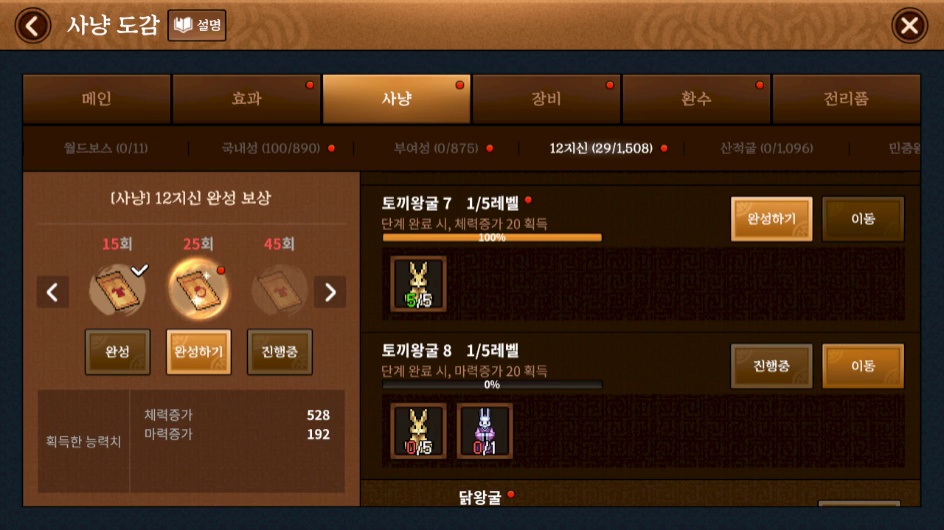 사냥 도감 설명
메인 효과 사냥 장비 환수 전리품
월드보스 (0/11) 국내성 (100/890) 부여성 (0/875) 12지신 (29/1,508) 산적굴 (0/1,096)
[사냥] 12지신 완성 보상
15회 25회 45회
완성 완성하기 진행중
획득한 능력치
체력증가 528
마력증가 192
토끼왕굴 7 1/5레벨
단계 완료 시, 체력증가 20 획득
100%
완성하기 이동
5/5
토끼왕굴 8 1/5레벨
단계 완료 시, 마력증가 20 획득
0%
진행중 이동
0/5 0/1
닭왕굴